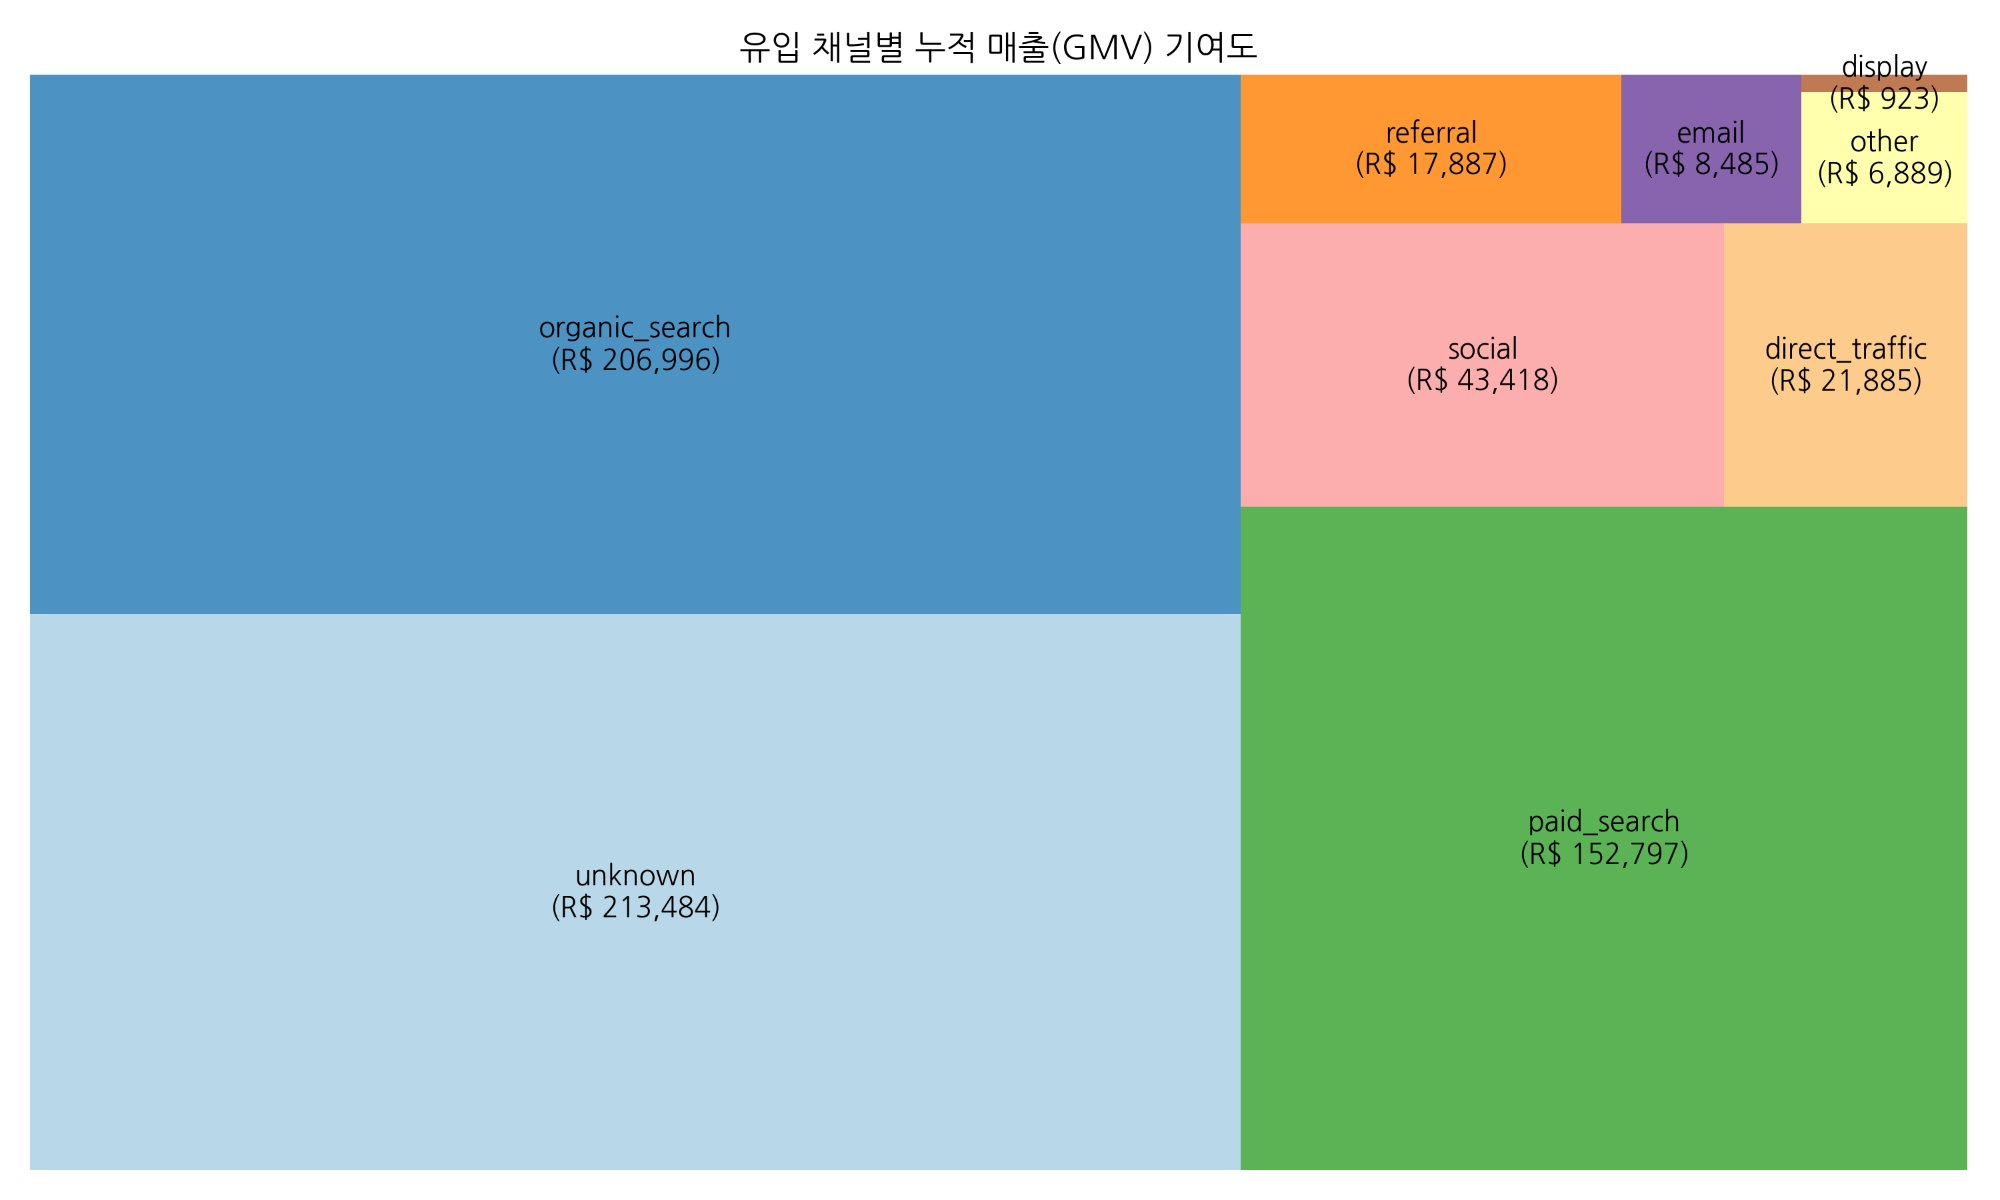 유입 채널별 누적 매출(GMV) 기여도
organic_search
(R$ 206,996)
unknown
(R$ 213,484)
referral
(R$ 17,887)
email
(R$ 8,485)
display
(R$ 923)
other
(R$ 6,889)
social
(R$ 43,418)
direct_traffic
(R$ 21,885)
paid_search
(R$ 152,797)